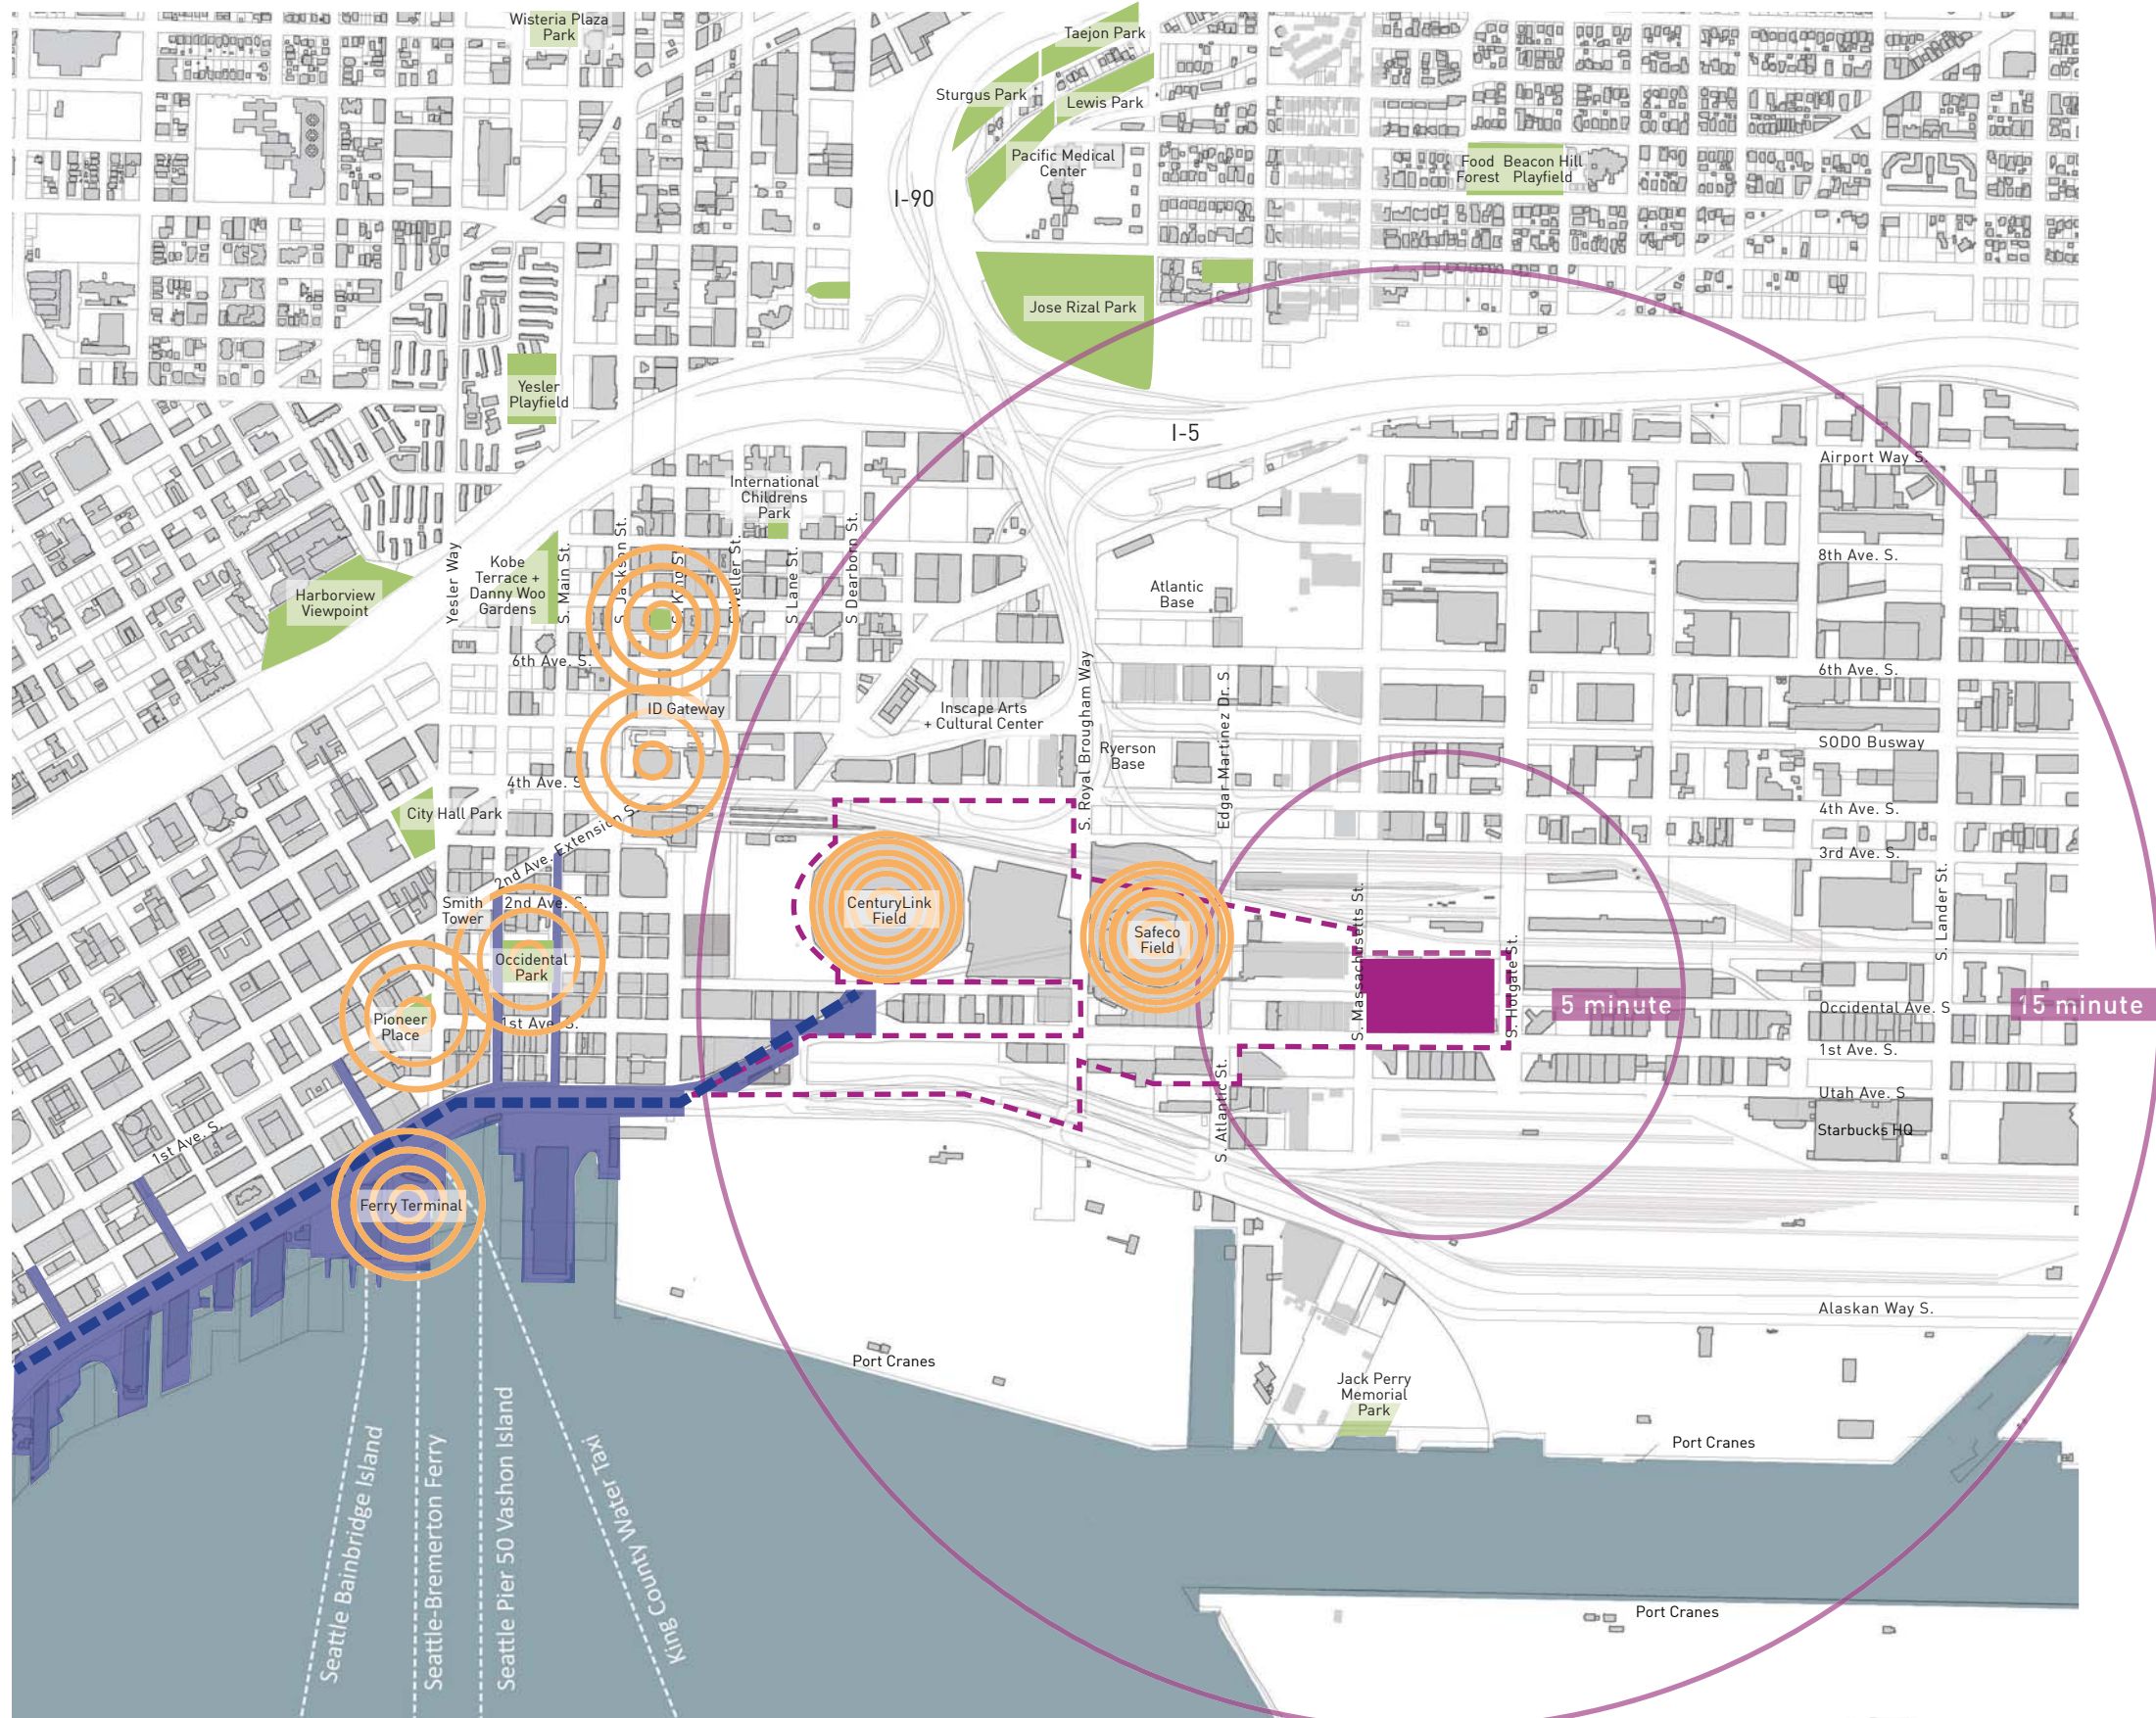 Wisteria Plaza
Park
Taejon Park
Sturgus Park
Lewis Park
Pacific Medical
Center
Food
Forest
Beacon Hill
Playfield
I-90
Jose Rizal Park
Yesler
Playfield
I-5
Airport Way S.
International
Childrens
Park
Kobe
Terrace +
Danny Woo
Gardens
Harborview
Viewpoint
Yesler Way
S. Main St.
S. Jackson St.
S. King St.
S Weller St.
S Lane St.
S Dearborn St.
8th Ave. S.
Atlantic
Base
6th Ave. S.
6th Ave. S.
ID Gateway
Inscape Arts
+ Cultural Center
S. Royal Brougham Way
Edgar Martinez Dr. S.
Ryerson
Base
SODO Busway
4th Ave. S
4th Ave. S.
City Hall Park
2nd Ave. Extension S.
3rd Ave. S.
Smith
Tower
2nd Ave. S.
CenturyLink
Field
Safeco
Field
S. Massachusetts St.
S. Holgate St.
S. Lander St.
Occidental
Park
Pioneer
Place
1st Ave. S.
5 minute
15 minute
Occidental Ave. S
1st Ave. S.
Utah Ave. S
S. Atlantic St.
Starbucks HQ
1st Ave. S.
Ferry Terminal
Alaskan Way S.
Port Cranes
Jack Perry
Memorial
Park
Port Cranes
Port Cranes
Seattle Bainbridge Island
Seattle-Bremerton Ferry
Seattle Pier 50 Vashon Island
King County Water Taxi